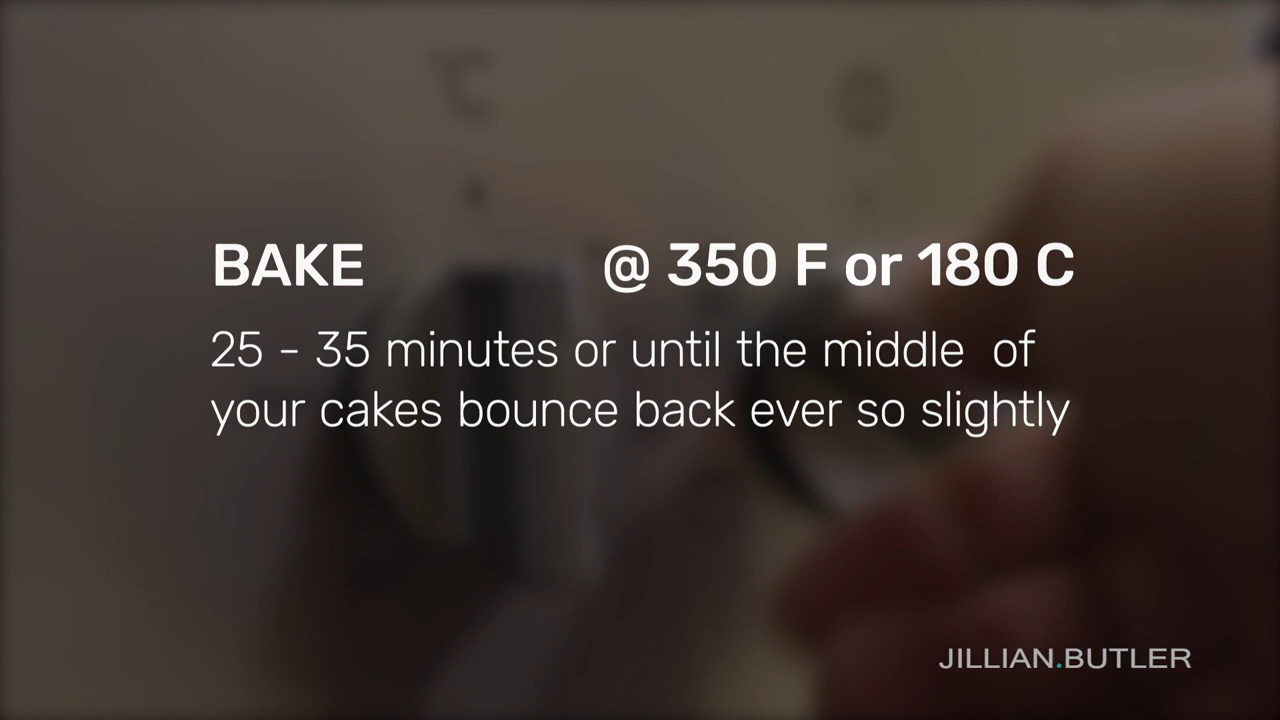 BAKE @ 350 F or 180 C
25 - 35 minutes or until the middle of
your cakes bounce back ever so slightly
JILLIAN.BUTLER